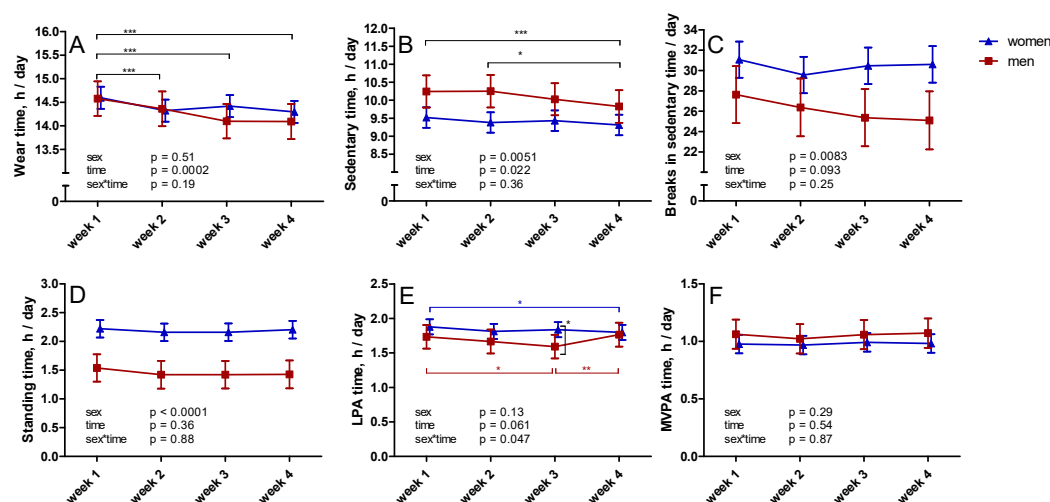 A
Wear time, h / day
16.0
15.5
15.0
14.5
14.0
13.5
0
***
***
***
sex p = 0.51
time p = 0.0002
sex*time p = 0.19
week 1
week 2
week 3
week 4
B
Sedentary time, h / day
12.0
11.5
11.0
10.5
10.0
9.5
9.0
8.5
0
***
*
sex p = 0.0051
time p = 0.022
sex*time p = 0.36
week 1
week 2
week 3
week 4
C
Breaks in sedentary time / day
34
32
30
28
26
24
22
0
sex p = 0.0083
time p = 0.093
sex*time p = 0.25
week 1
week 2
week 3
week 4
women
men
D
Standing time, h / day
3.0
2.5
2.0
1.5
1.0
0.5
0.0
sex p < 0.0001
time p = 0.36
sex*time p = 0.88
week 1
week 2
week 3
week 4
E
LPA time, h / day
2.5
2.0
1.5
1.0
0.5
0.0
*
*
*
**
sex p = 0.13
time p = 0.061
sex*time p = 0.047
week 1
week 2
week 3
week 4
F
MVPA time, h / day
1.5
1.0
0.5
0.0
sex p = 0.29
time p = 0.54
sex*time p = 0.87
week 1
week 2
week 3
week 4